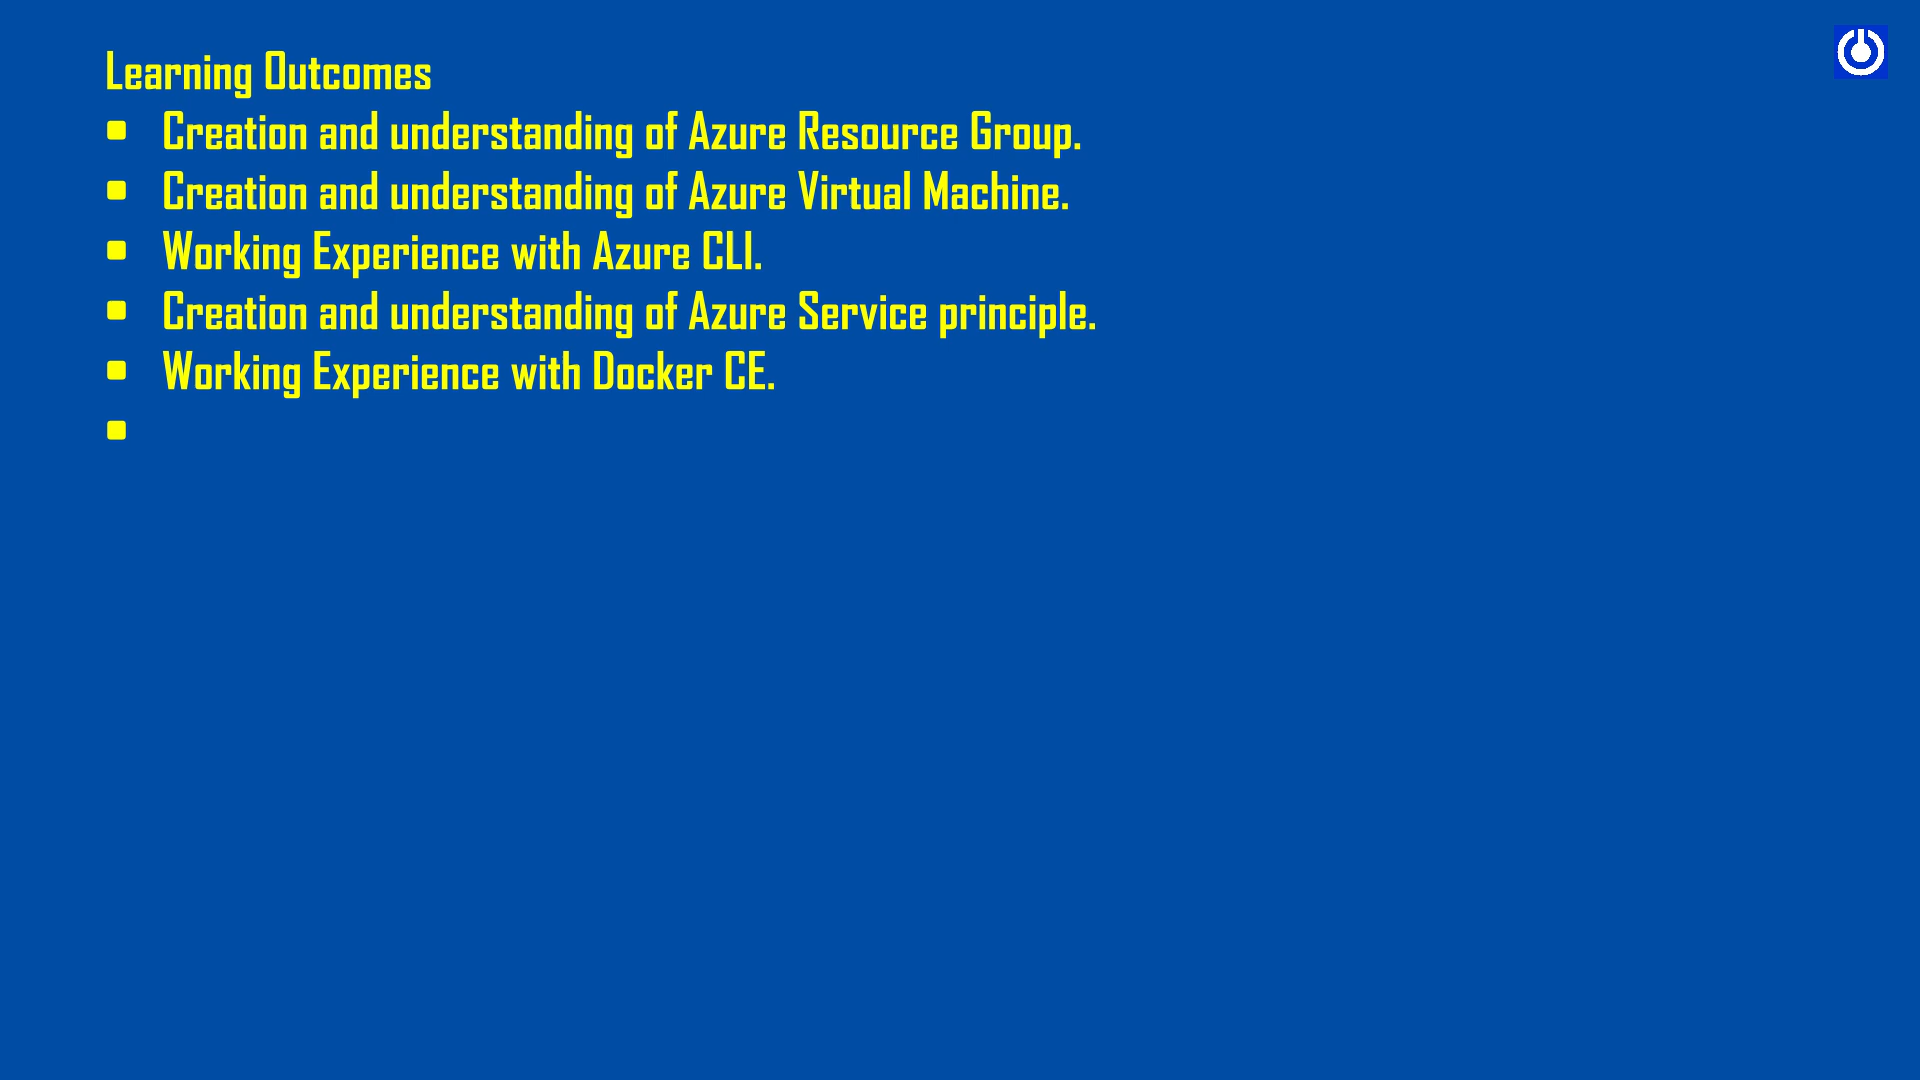 Learning Outcomes
▪ Creation and understanding of Azure Resource Group.
▪ Creation and understanding of Azure Virtual Machine.
▪ Working Experience with Azure CLI.
▪ Creation and understanding of Azure Service principle.
▪ Working Experience with Docker CE.
▪